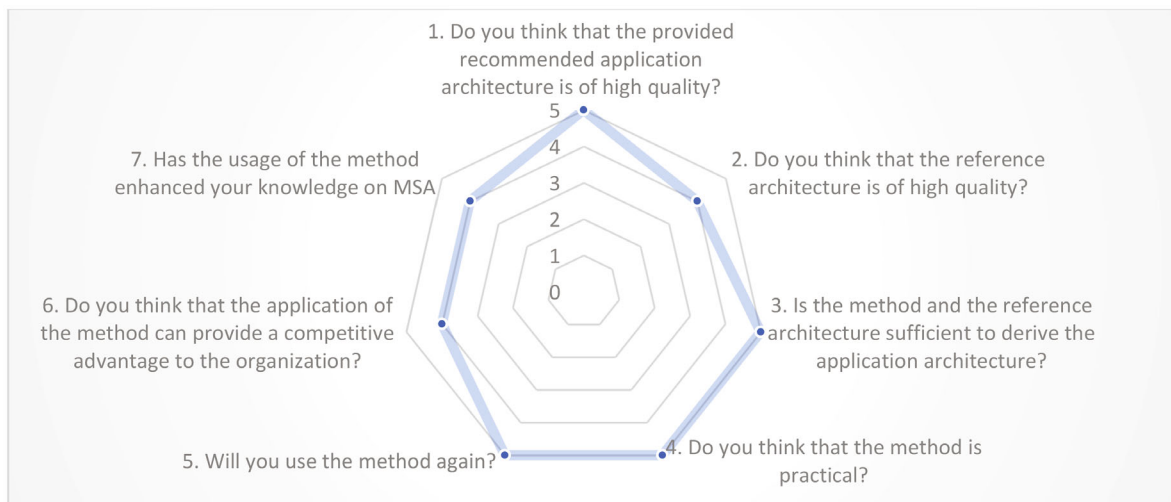 1. Do you think that the provided
recommended application
architecture is of high quality?
5
4
3
2
1
0
2. Do you think that the reference
architecture is of high quality?
3. Is the method and the reference
architecture sufficient to derive the
application architecture?
4. Do you think that the method is
practical?
5. Will you use the method again?
6. Do you think that the application of
the method can provide a competitive
advantage to the organization?
7. Has the usage of the method
enhanced your knowledge on MSA